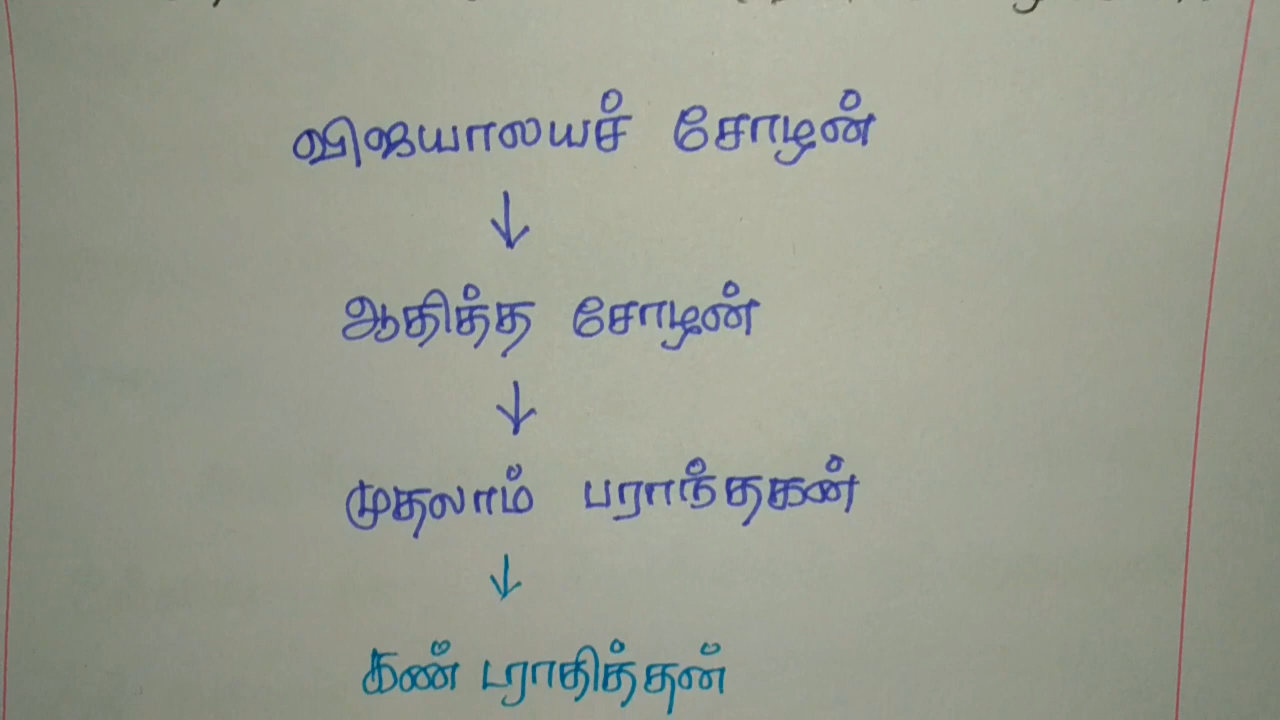 விஜயாலயச் சோழன்
↓
ஆதித்த சோழன்
↓
முதலாம் பராந்தகன்
↓
கண் டராதித்தன்